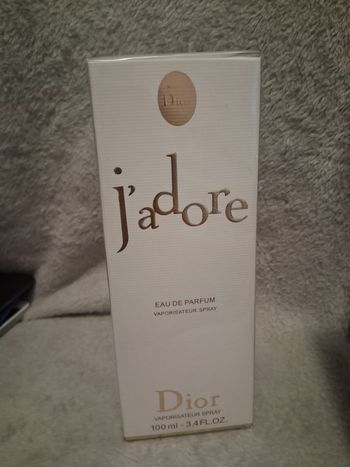 Dior
j'adore
EAU DE PARFUM
VAPORISATEUR SPRAY
Dior
VAPORISATEUR SPRAY
100 ml - 3.4FL.OZ.